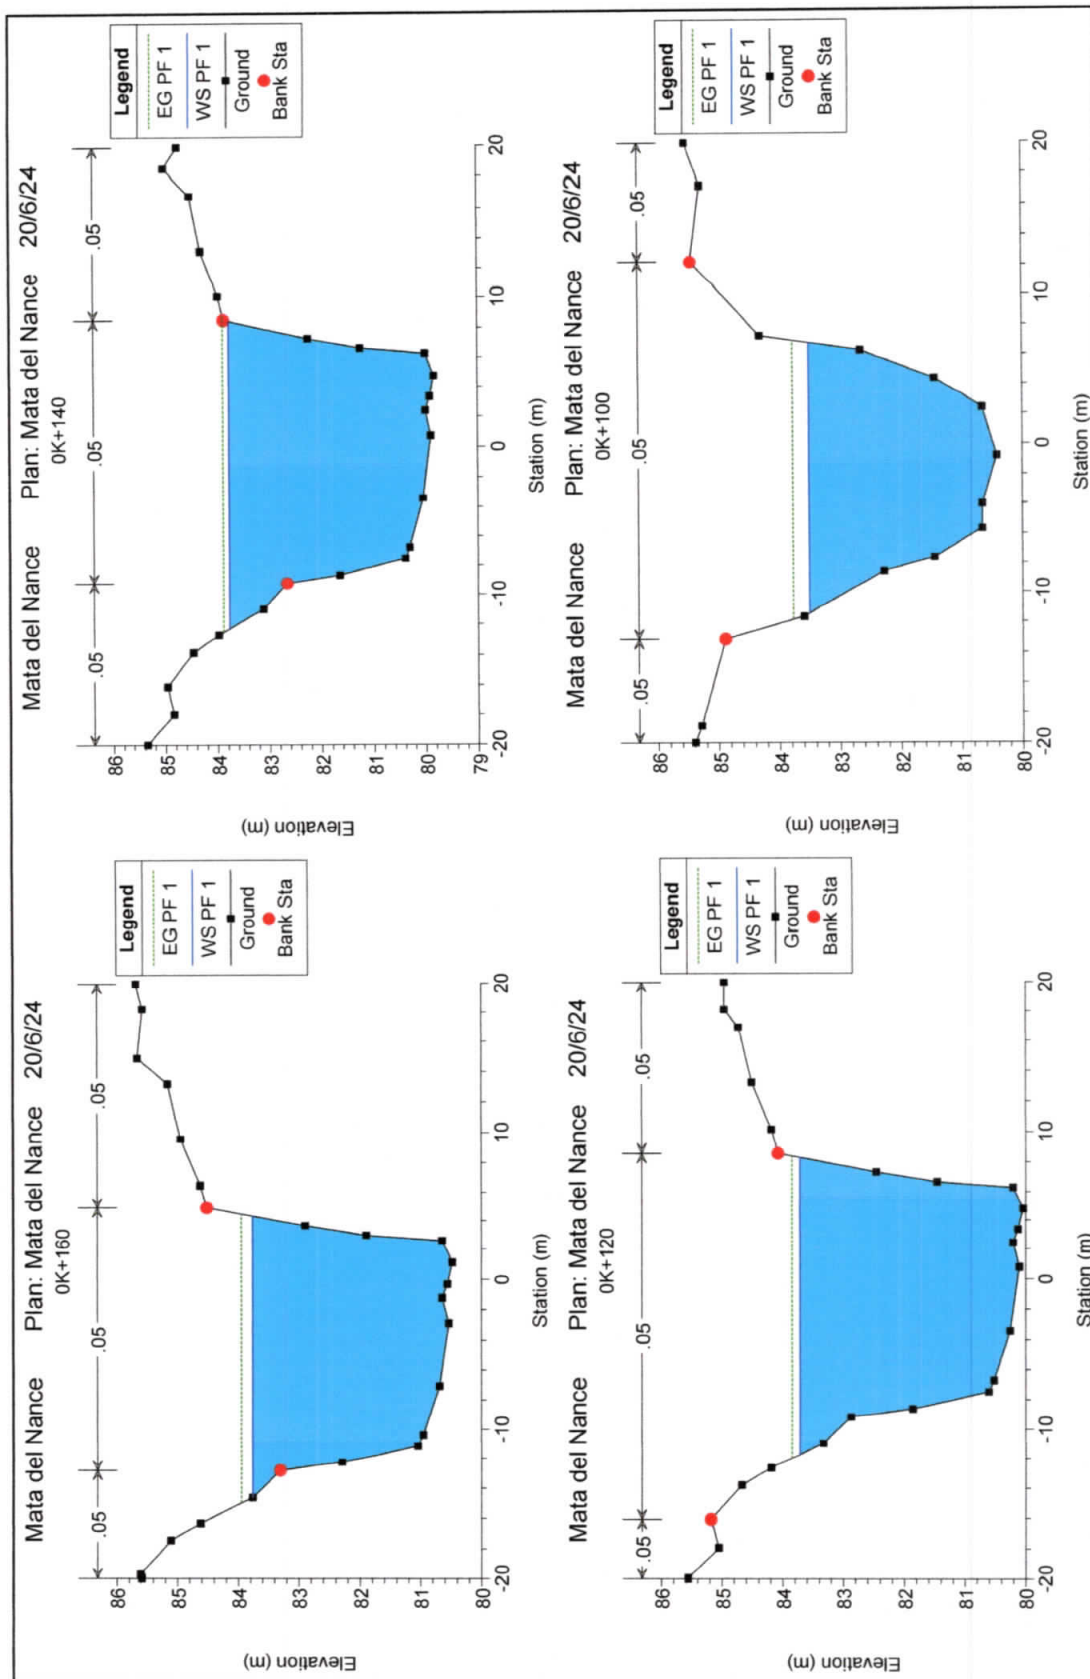 Mata del Nance Plan: Mata del Nance 20/6/24
0K+160
.05
.05
.05
Legend
EG PF 1
WS PF 1
Ground
Bank Sta
Elevation (m)
86
85
84
83
82
81
80
-20
-10
0
10
20
Station (m)
Mata del Nance Plan: Mata del Nance 20/6/24
0K+140
.05
.05
.05
Legend
EG PF 1
WS PF 1
Ground
Bank Sta
Elevation (m)
86
85
84
83
82
81
80
79
-20
-10
0
10
20
Station (m)
Mata del Nance Plan: Mata del Nance 20/6/24
0K+120
.05
.05
.05
Legend
EG PF 1
WS PF 1
Ground
Bank Sta
Elevation (m)
86
85
84
83
82
81
80
-20
-10
0
10
20
Station (m)
Mata del Nance Plan: Mata del Nance 20/6/24
0K+100
.05
.05
.05
Legend
EG PF 1
WS PF 1
Ground
Bank Sta
Elevation (m)
86
85
84
83
82
81
80
-20
-10
0
10
20
Station (m)